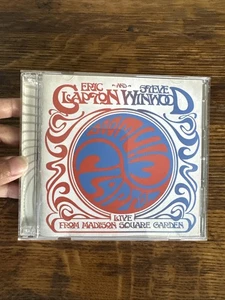 ERIC -AND- STEVE
CLAPTON WINWOOD
LIVE
FROM MADISON SQUARE GARDEN